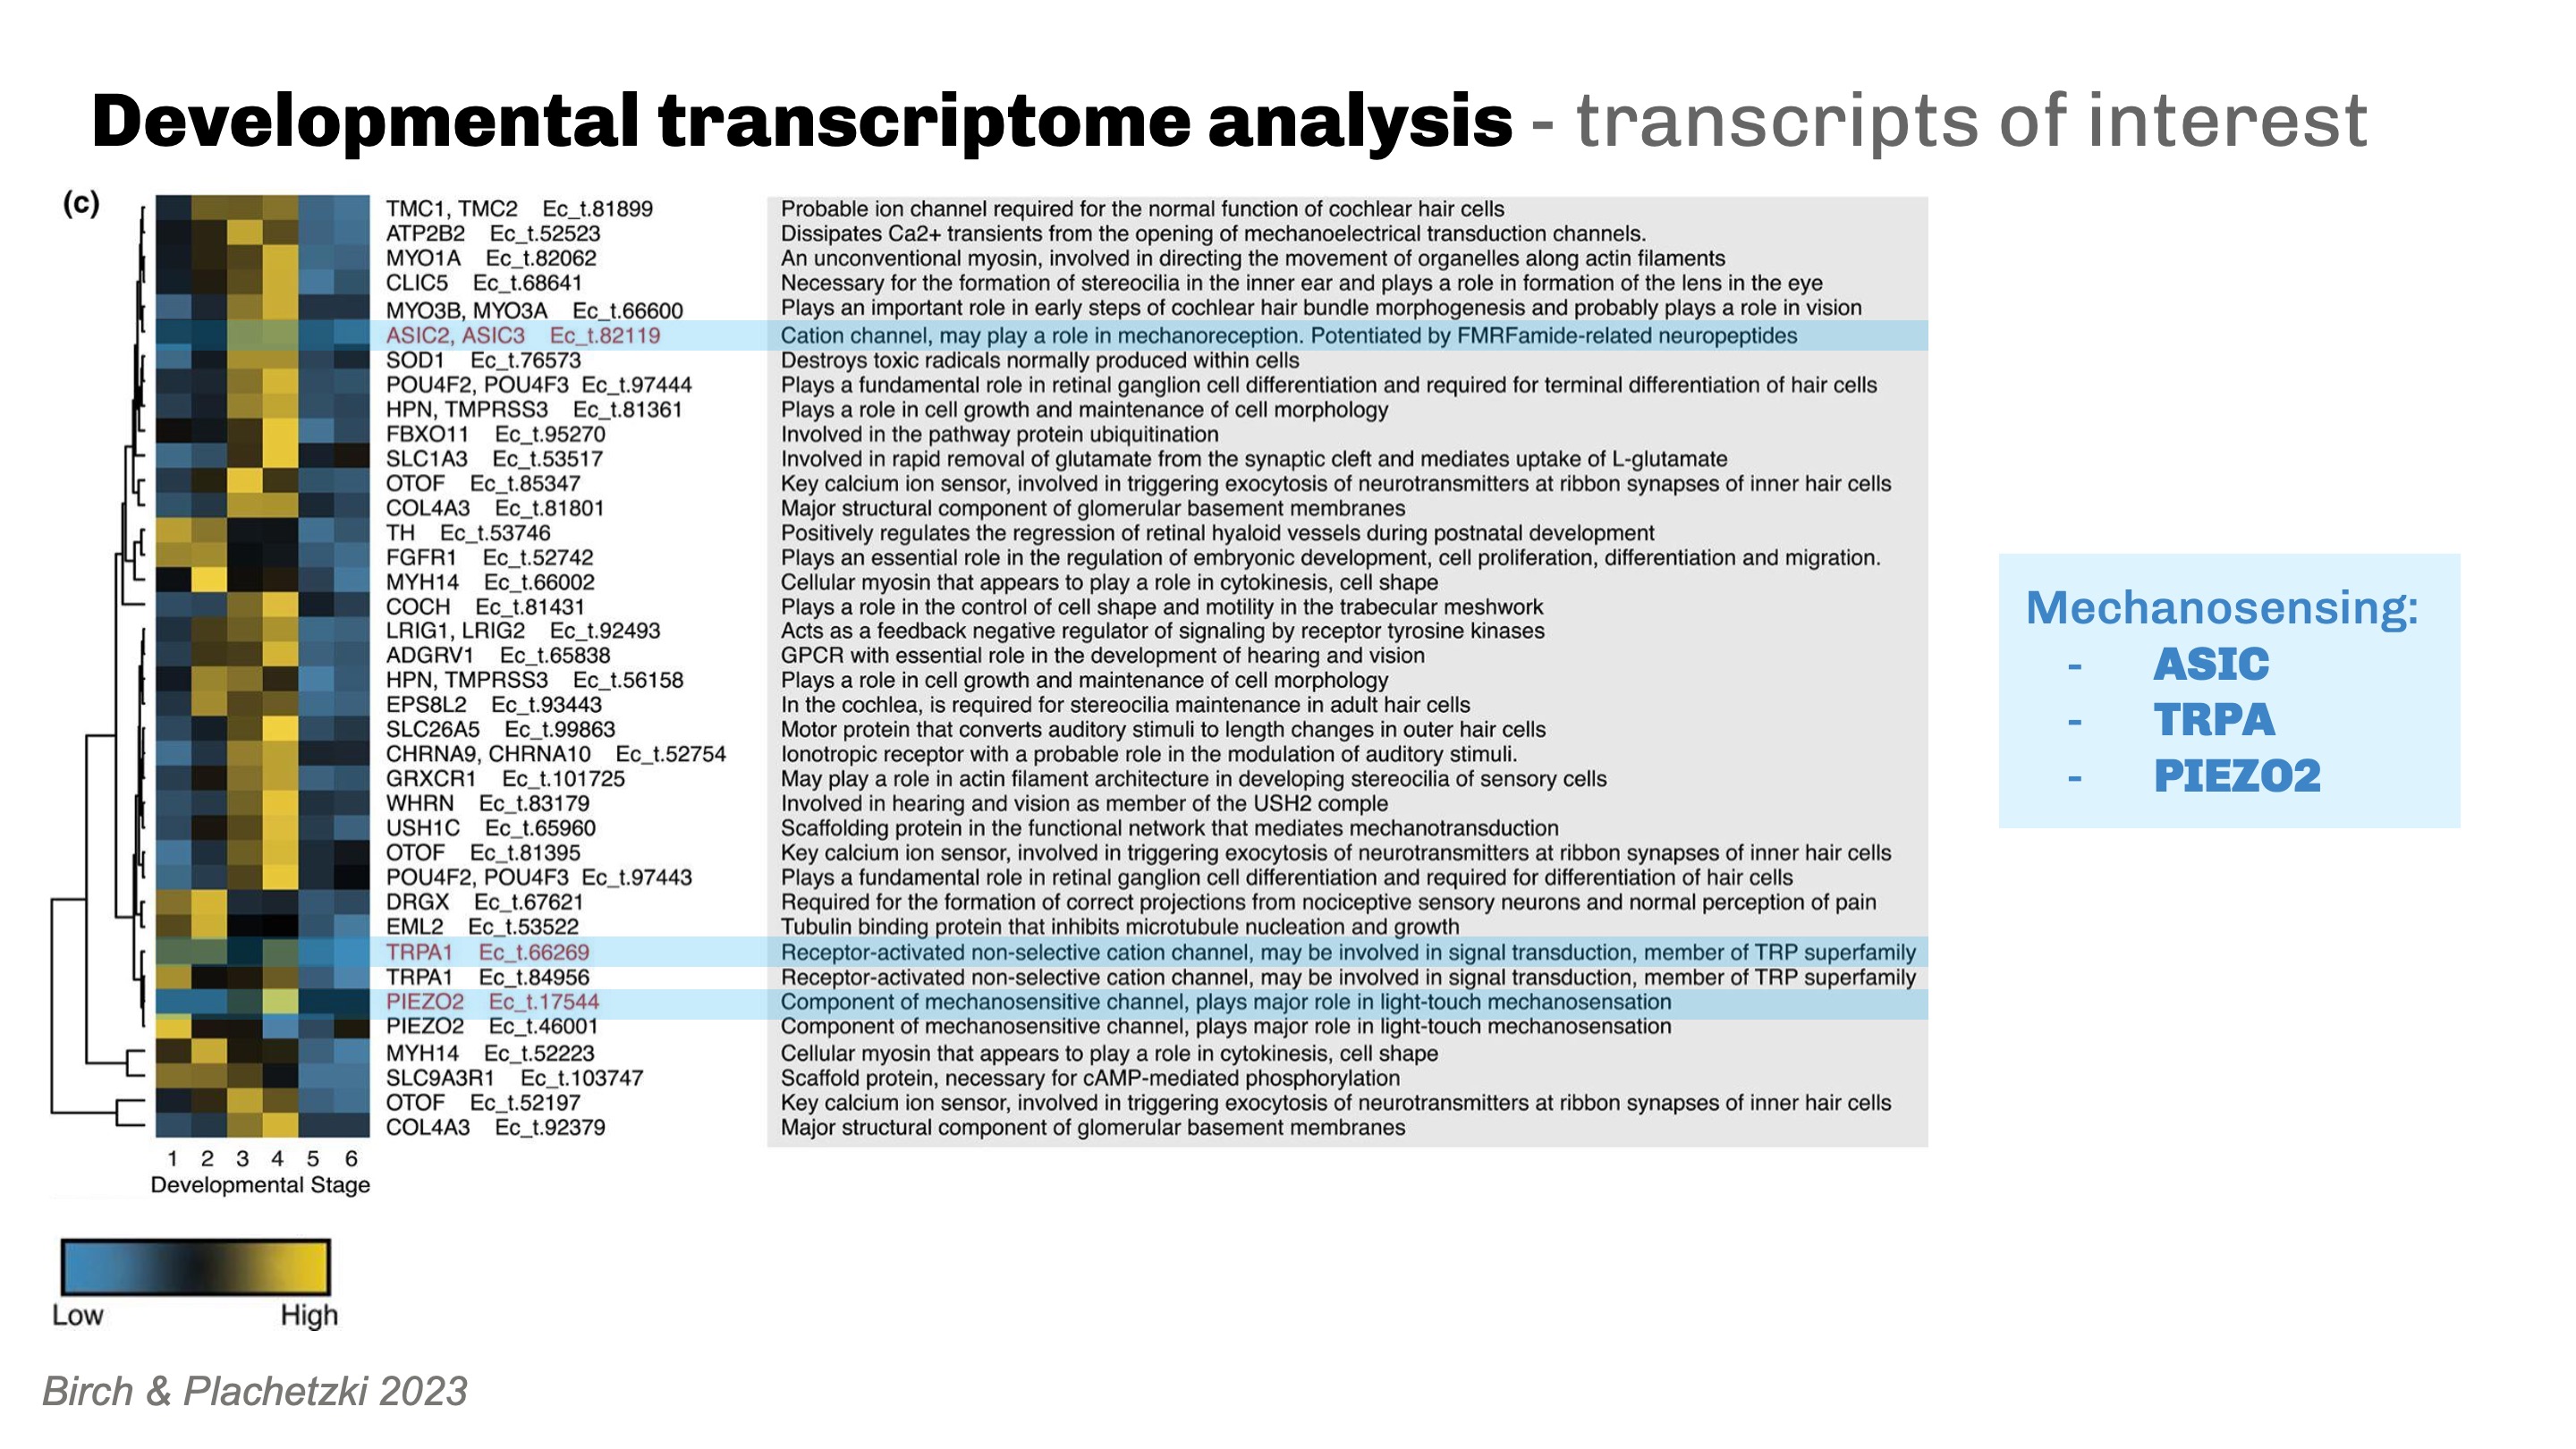 Developmental transcriptome analysis - transcripts of interest
(c)
TMC1, TMC2 Ec_t.81899 Probable ion channel required for the normal function of cochlear hair cells
ATP2B2 Ec_t.52523 Dissipates Ca2+ transients from the opening of mechanoelectrical transduction channels.
MYO1A Ec_t.82062 An unconventional myosin, involved in directing the movement of organelles along actin filaments
CLIC5 Ec_t.68641 Necessary for the formation of stereocilia in the inner ear and plays a role in formation of the lens in the eye
MYO3B, MYO3A Ec_t.66600 Plays an important role in early steps of cochlear hair bundle morphogenesis and probably plays a role in vision
ASIC2, ASIC3 Ec_t.82119 Cation channel, may play a role in mechanoreception. Potentiated by FMRFamide-related neuropeptides
SOD1 Ec_t.76573 Destroys toxic radicals normally produced within cells
POU4F2, POU4F3 Ec_t.97444 Plays a fundamental role in retinal ganglion cell differentiation and required for terminal differentiation of hair cells
HPN, TMPRSS3 Ec_t.81361 Plays a role in cell growth and maintenance of cell morphology
FBXO11 Ec_t.95270 Involved in the pathway protein ubiquitination
SLC1A3 Ec_t.53517 Involved in rapid removal of glutamate from the synaptic cleft and mediates uptake of L-glutamate
OTOF Ec_t.85347 Key calcium ion sensor, involved in triggering exocytosis of neurotransmitters at ribbon synapses of inner hair cells
COL4A3 Ec_t.81801 Major structural component of glomerular basement membranes
TH Ec_t.53746 Positively regulates the regression of retinal hyaloid vessels during postnatal development
FGFR1 Ec_t.52742 Plays an essential role in the regulation of embryonic development, cell proliferation, differentiation and migration.
MYH14 Ec_t.66002 Cellular myosin that appears to play a role in cytokinesis, cell shape
COCH Ec_t.81431 Plays a role in the control of cell shape and motility in the trabecular meshwork
LRIG1, LRIG2 Ec_t.92493 Acts as a feedback negative regulator of signaling by receptor tyrosine kinases
ADGRV1 Ec_t.65838 GPCR with essential role in the development of hearing and vision
HPN, TMPRSS3 Ec_t.56158 Plays a role in cell growth and maintenance of cell morphology
EPS8L2 Ec_t.93443 In the cochlea, is required for stereocilia maintenance in adult hair cells
SLC26A5 Ec_t.99863 Motor protein that converts auditory stimuli to length changes in outer hair cells
CHRNA9, CHRNA10 Ec_t.52754 Ionotropic receptor with a probable role in the modulation of auditory stimuli.
GRXCR1 Ec_t.101725 May play a role in actin filament architecture in developing stereocilia of sensory cells
WHRN Ec_t.83179 Involved in hearing and vision as member of the USH2 comple
USH1C Ec_t.65960 Scaffolding protein in the functional network that mediates mechanotransduction
OTOF Ec_t.81395 Key calcium ion sensor, involved in triggering exocytosis of neurotransmitters at ribbon synapses of inner hair cells
POU4F2, POU4F3 Ec_t.97443 Plays a fundamental role in retinal ganglion cell differentiation and required for differentiation of hair cells
DRGX Ec_t.67621 Required for the formation of correct projections from nociceptive sensory neurons and normal perception of pain
EML2 Ec_t.53522 Tubulin binding protein that inhibits microtubule nucleation and growth
TRPA1 Ec_t.66269 Receptor-activated non-selective cation channel, may be involved in signal transduction, member of TRP superfamily
TRPA1 Ec_t.84956 Receptor-activated non-selective cation channel, may be involved in signal transduction, member of TRP superfamily
PIEZO2 Ec_t.17544 Component of mechanosensitive channel, plays major role in light-touch mechanosensation
PIEZO2 Ec_t.46001 Component of mechanosensitive channel, plays major role in light-touch mechanosensation
MYH14 Ec_t.52223 Cellular myosin that appears to play a role in cytokinesis, cell shape
SLC9A3R1 Ec_t.103747 Scaffold protein, necessary for cAMP-mediated phosphorylation
OTOF Ec_t.52197 Key calcium ion sensor, involved in triggering exocytosis of neurotransmitters at ribbon synapses of inner hair cells
COL4A3 Ec_t.92379 Major structural component of glomerular basement membranes
1 2 3 4 5 6
Developmental Stage
Low High
Mechanosensing:
- ASIC
- TRPA
- PIEZO2
Birch & Plachetzki 2023